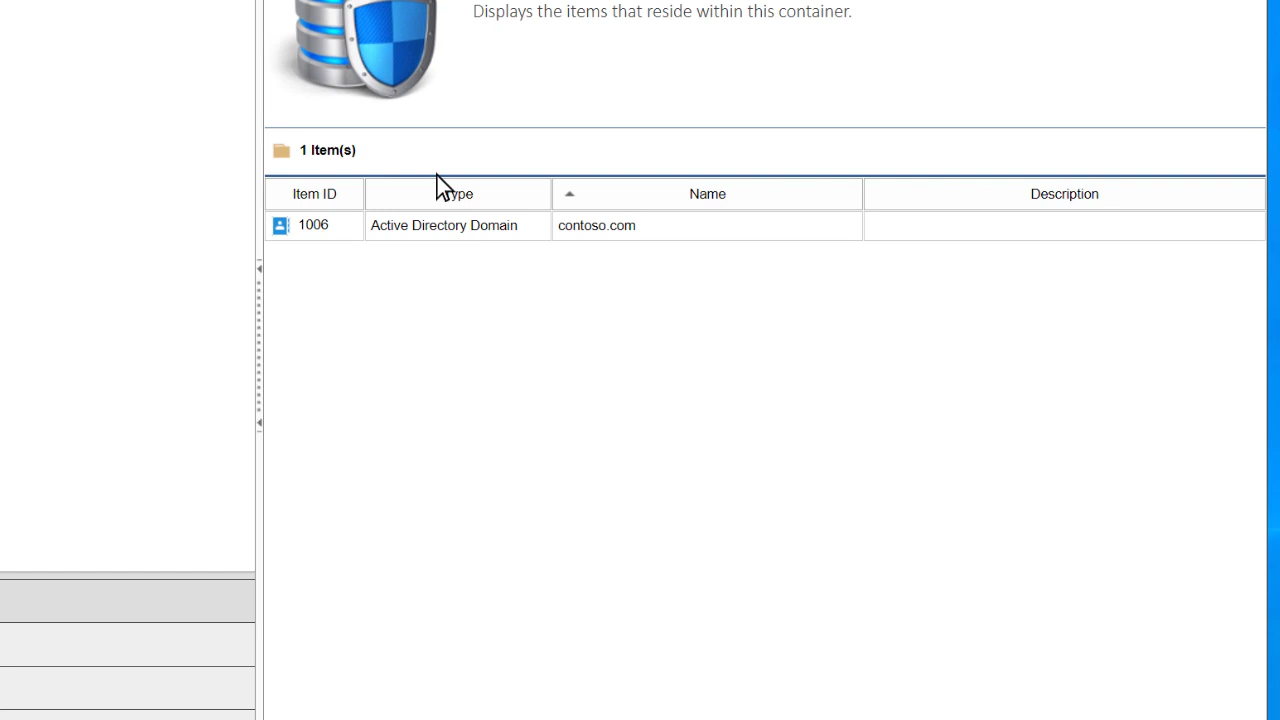 Displays the items that reside within this container.
1 Item(s)
Item ID Type Name Description
1006 Active Directory Domain contoso.com